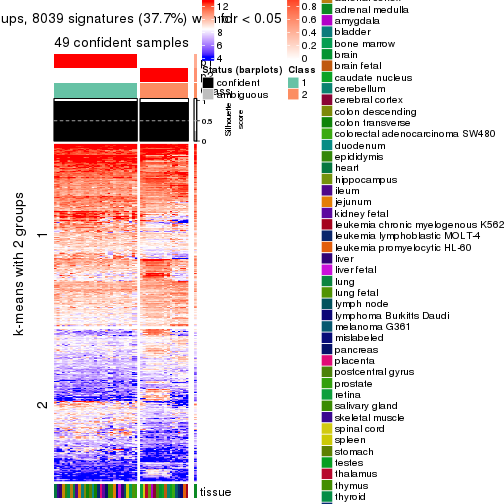 ups, 8039 signatures (37.7%) with fdr < 05
49 confident samples
12
10
8
6
4
0.8
0.6
0.4
0.2
0
Status (barplots)
confident
ambiguous
Class
1
2
1
0.5
0
Silhouette
score
k-means with 2 groups
1
2
tissue
adrenal medulla
amygdala
bladder
bone marrow
brain
brain fetal
caudate nucleus
cerebellum
cerebral cortex
colon descending
colon transverse
colorectal adenocarcinoma SW480
duodenum
epididymis
heart
hippocampus
ileum
jejunum
kidney fetal
leukemia chronic myelogenous K562
leukemia lymphoblastic MOLT-4
leukemia promyelocytic HL-60
liver
liver fetal
lung
lung fetal
lymph node
lymphoma Burkitts Daudi
melanoma G361
mislabeled
pancreas
placenta
postcentral gyrus
prostate
retina
salivary gland
skeletal muscle
spinal cord
spleen
stomach
testes
thalamus
thymus
thyroid